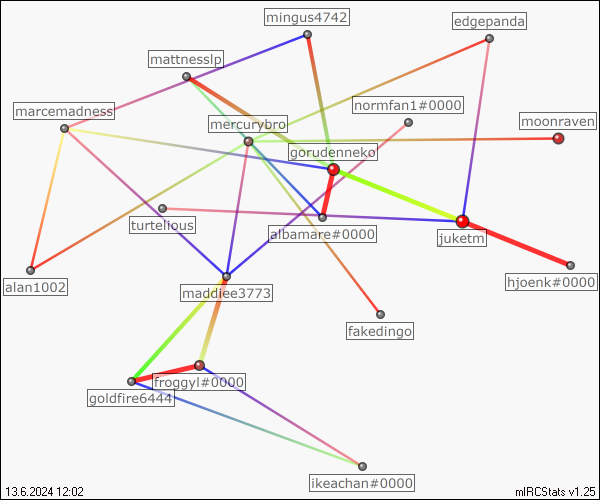 mingus4742
edgepanda
mattnesslp
normfan1#0000
marcemadness
moonraven
mercurybro
gorudenneko
turtelious
albamare#0000
juketm
hjoenk#0000
alan1002
maddiee3773
fakedingo
froggyl#0000
goldfire6444
ikeachan#0000
13.6.2024 12:02
mIRCStats v1.25